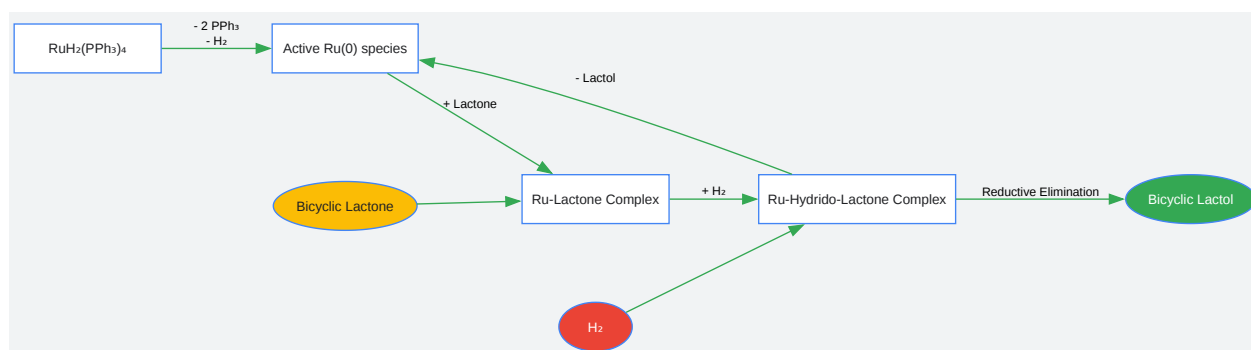 - 2 PPh₃
- H₂
RuH₂(PPh₃)₄
Active Ru(0) species
- Lactol
+ Lactone
Bicyclic Lactone
Ru-Lactone Complex
+ H₂
Ru-Hydrido-Lactone Complex
Reductive Elimination
Bicyclic Lactol
H₂